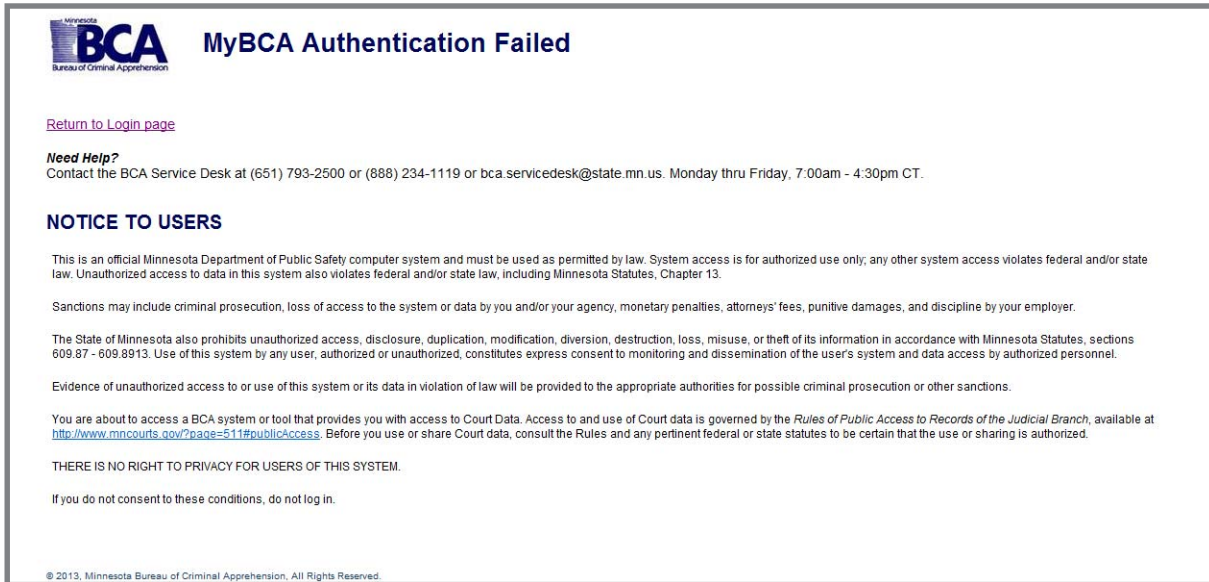 Minnesota
BCA
Bureau of Criminal Apprehension
MyBCA Authentication Failed
Return to Login page
Need Help?
Contact the BCA Service Desk at (651) 793-2500 or (888) 234-1119 or bca.servicedesk@state.mn.us. Monday thru Friday, 7:00am - 4:30pm CT.
NOTICE TO USERS
This is an official Minnesota Department of Public Safety computer system and must be used as permitted by law. System access is for authorized use only; any other system access violates federal and/or state
law. Unauthorized access to data in this system also violates federal and/or state law, including Minnesota Statutes, Chapter 13.
Sanctions may include criminal prosecution, loss of access to the system or data by you and/or your agency, monetary penalties, attorneys' fees, punitive damages, and discipline by your employer.
The State of Minnesota also prohibits unauthorized access, disclosure, duplication, modification, diversion, destruction, loss, misuse, or theft of its information in accordance with Minnesota Statutes, sections
609.87 - 609.8913. Use of this system by any user, authorized or unauthorized, constitutes express consent to monitoring and dissemination of the user's system and data access by authorized personnel.
Evidence of unauthorized access to or use of this system or its data in violation of law will be provided to the appropriate authorities for possible criminal prosecution or other sanctions.
You are about to access a BCA system or tool that provides you with access to Court Data. Access to and use of Court data is governed by the Rules of Public Access to Records of the Judicial Branch, available at
http://www.mncourts.gov/?page=511#publicAccess. Before you use or share Court data, consult the Rules and any pertinent federal or state statutes to be certain that the use or sharing is authorized.
THERE IS NO RIGHT TO PRIVACY FOR USERS OF THIS SYSTEM.
If you do not consent to these conditions, do not log in.
© 2013, Minnesota Bureau of Criminal Apprehension, All Rights Reserved.